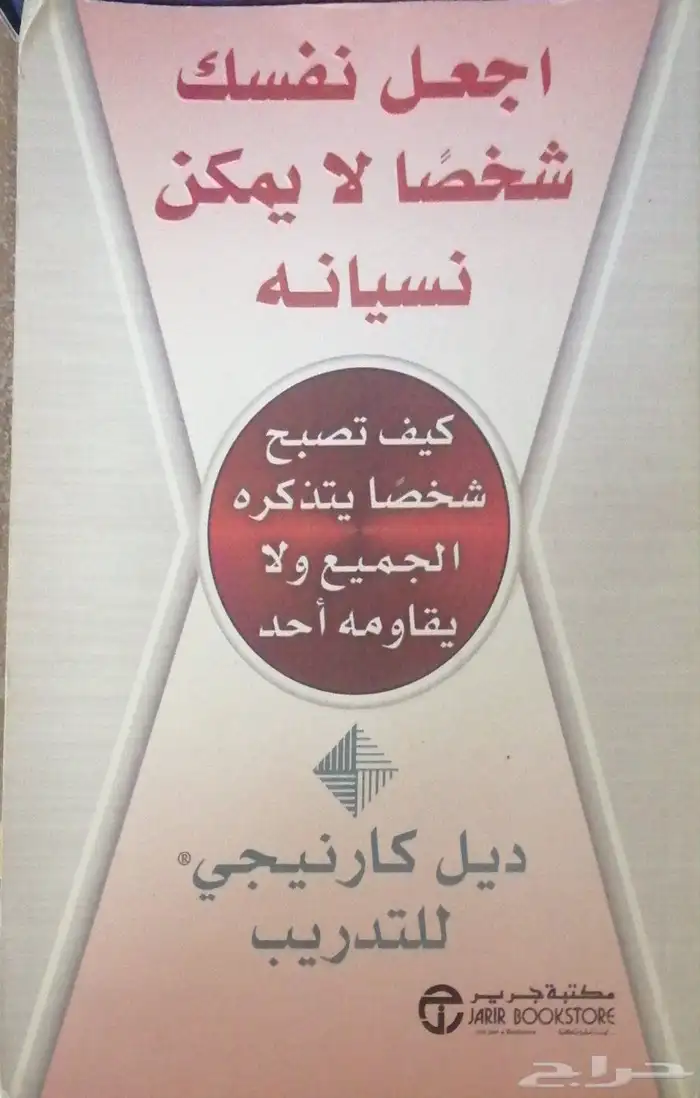 اجعل نفسك
شخصًا لا يمكن
نسيانه
كيف تصبح
شخصًا يتذكره
الجميع ولا
يقاومه أحد
ديل كارنيجي®
للتدريب
مكتبة جرير
JARIR BOOKSTORE
حراج